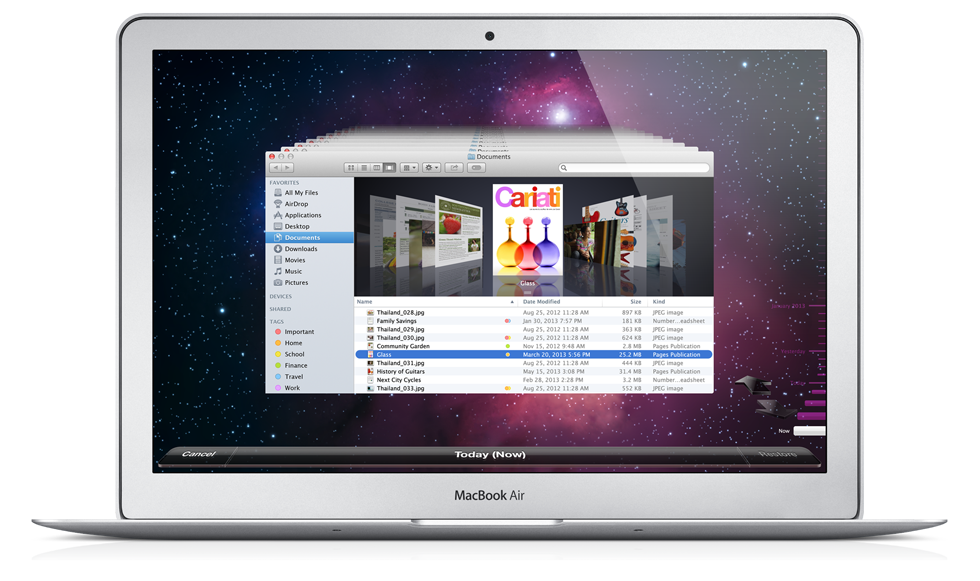 Documents
FAVORITES
All My Files
AirDrop
Applications
Desktop
Documents
Downloads
Movies
Music
Pictures
DEVICES
SHARED
TAGS
Important
Home
School
Finance
Travel
Work
Cariati
Glass
Name Date Modified Size Kind
Thailand_028.jpg Aug 25, 2012 11:28 AM 897 KB JPEG image
Family Savings Jan 30, 2013 7:57 PM 181 KB Number...eadsheet
Thailand_029.jpg Aug 25, 2012 11:28 AM 363 KB JPEG image
Thailand_030.jpg Aug 25, 2012 11:28 AM 624 KB JPEG image
Community Garden Nov 15, 2012 9:48 AM 2.8 MB Pages Publication
Glass March 20, 2013 5:56 PM 25.2 MB Pages Publication
Thailand_031.jpg Aug 25, 2012 11:28 AM 444 KB JPEG image
History of Guitars May 15, 2013 3:08 PM 31.4 MB Pages Publication
Next City Cycles Feb 28, 2013 2:28 PM 3.2 MB Number...eadsheet
Thailand_033.jpg Aug 25, 2012 11:28 AM 552 KB JPEG image
Now
Cancel Today (Now) Restore
MacBook Air